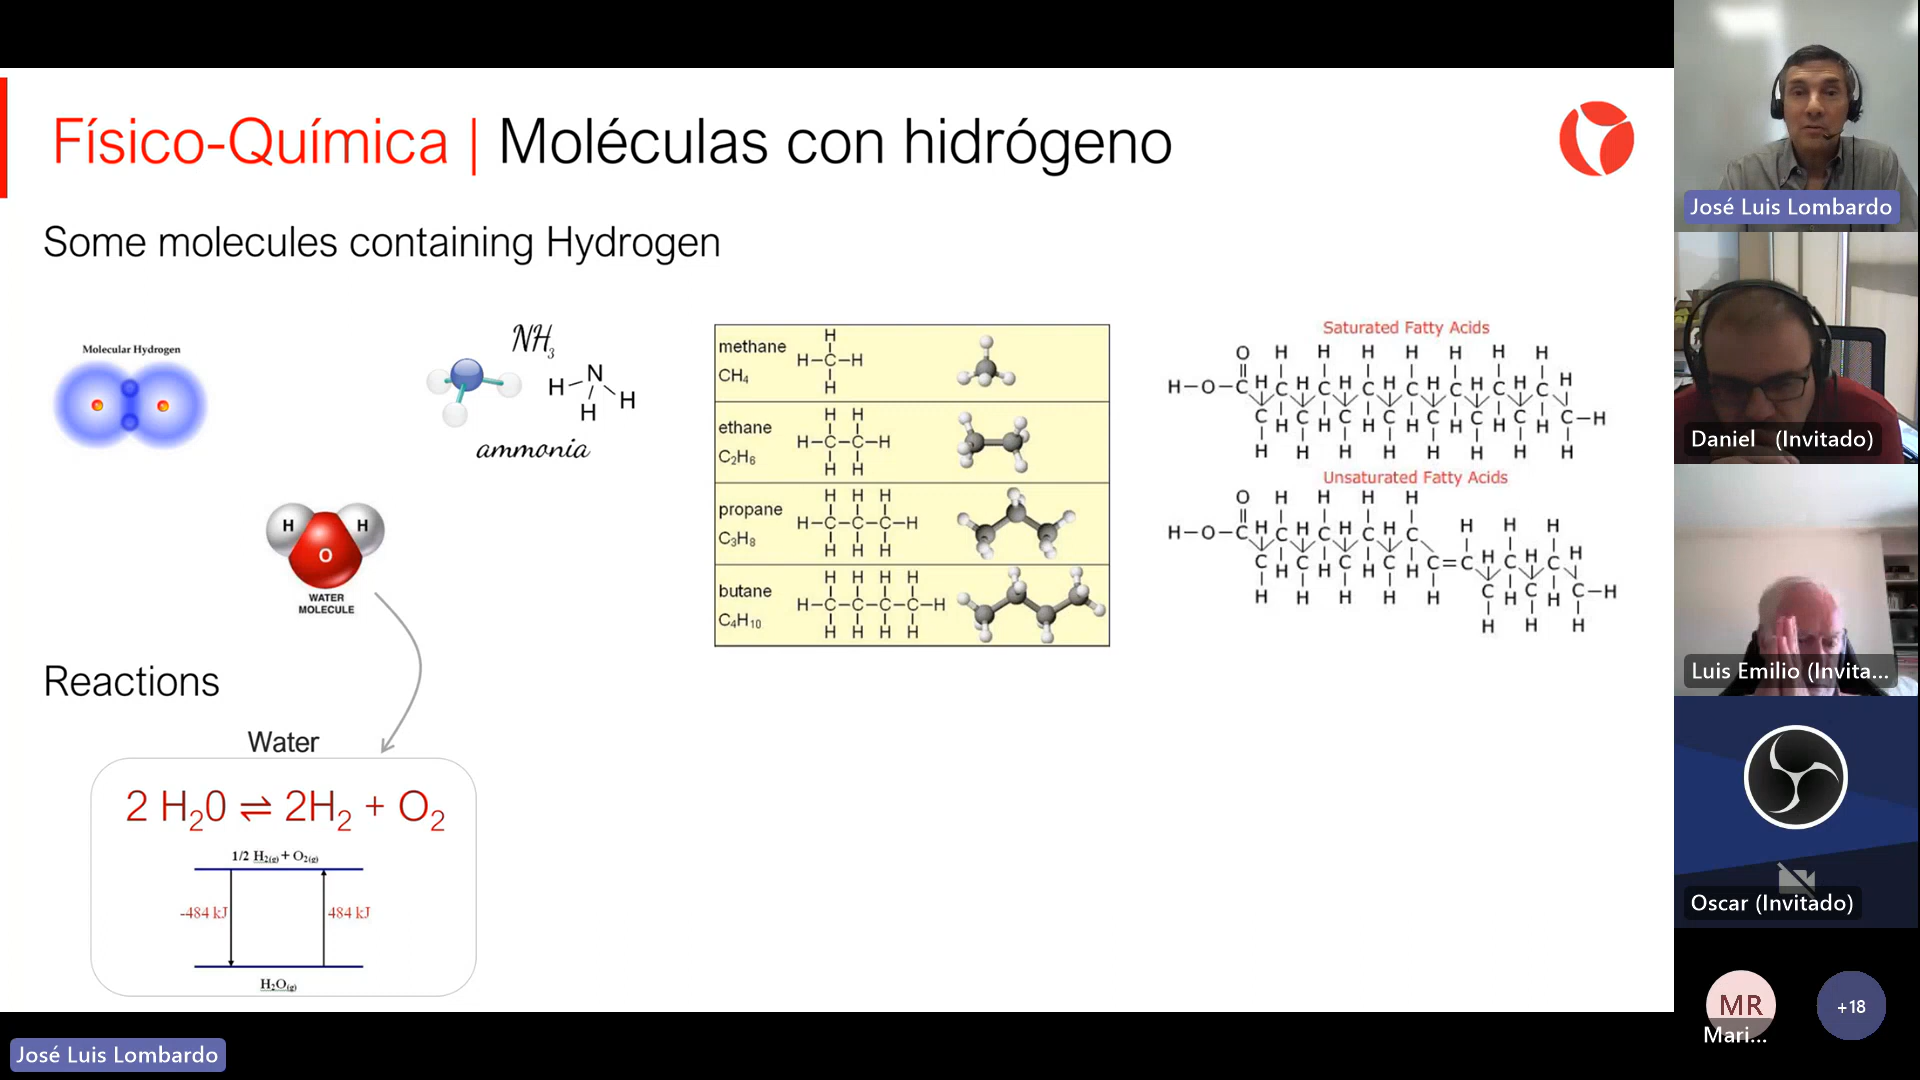 Físico-Química | Moléculas con hidrógeno
Some molecules containing Hydrogen
Molecular Hydrogen
NH3
H N H
H
ammonia
H H
O
WATER
MOLECULE
methane
CH4
H
H-C-H
H
ethane
C2H6
H H
H-C-C-H
H H
propane
C3H8
H H H
H-C-C-C-H
H H H
butane
C4H10
H H H H
H-C-C-C-C-H
H H H H
Saturated Fatty Acids
O H H H H H H H
H-O-C H C H C H C H C H C H C H C H
C H C H C H C H C H C H C H C-H
H H H H H H H H
Unsaturated Fatty Acids
O H H H H
H-O-C H C H C H C H C
H H H
C H C H C H C H C=C H C H C H C H
H H H H H
C H C H C-H
H H H
Reactions
Water
2 H20 ⇌ 2H2 + O2
1/2 H2(g) + O2(g)
-484 kJ 484 kJ
H2O(g)
José Luis Lombardo
José Luis Lombardo
Daniel (Invitado)
Luis Emilio (Invita...
Oscar (Invitado)
MR
Mari...
+18